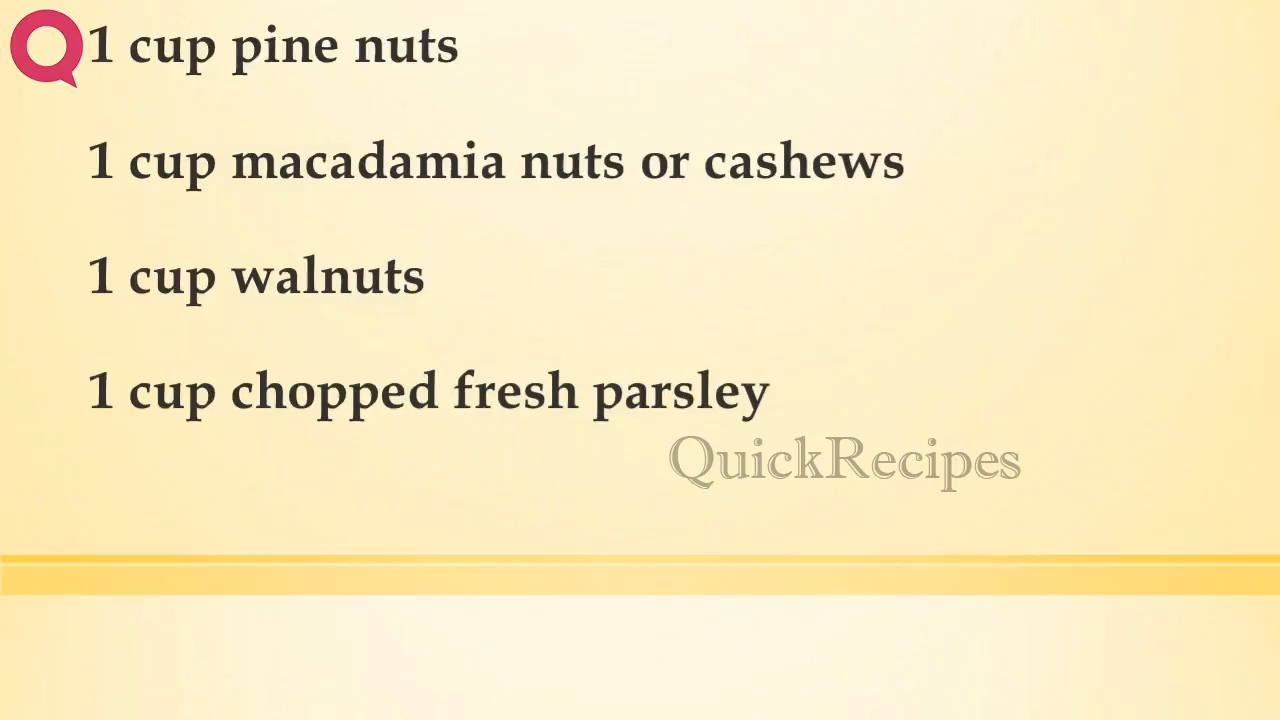 1 cup pine nuts
1 cup macadamia nuts or cashews
1 cup walnuts
1 cup chopped fresh parsley
QuickRecipes